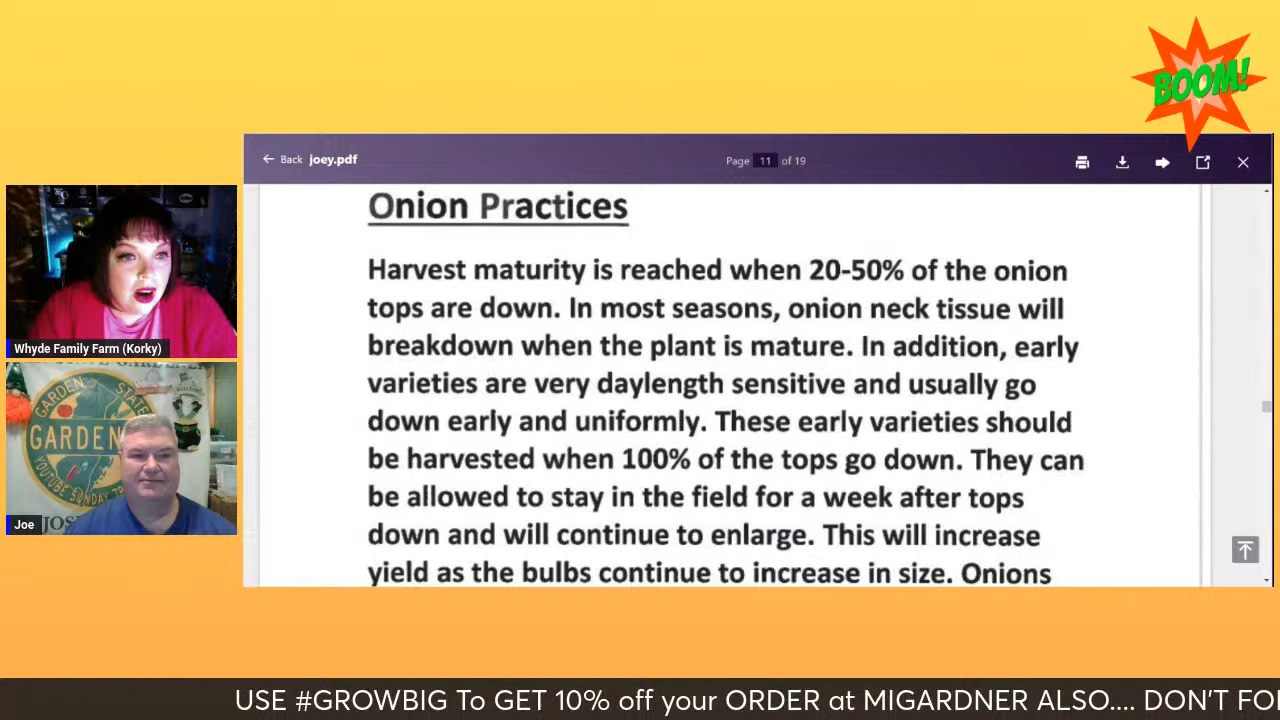 BOOM!
Back joey.pdf
Page 11 of 19
Onion Practices
Harvest maturity is reached when 20-50% of the onion
tops are down. In most seasons, onion neck tissue will
breakdown when the plant is mature. In addition, early
varieties are very daylength sensitive and usually go
down early and uniformly. These early varieties should
be harvested when 100% of the tops go down. They can
be allowed to stay in the field for a week after tops
down and will continue to enlarge. This will increase
yield as the bulbs continue to increase in size. Onions
Whyde Family Farm (Korky)
GARDEN STATE
GARDEN
YOUTUBE SUNDAY
Joe
USE #GROWBIG To GET 10% off your ORDER at MIGARDNER ALSO.... DON'T FO